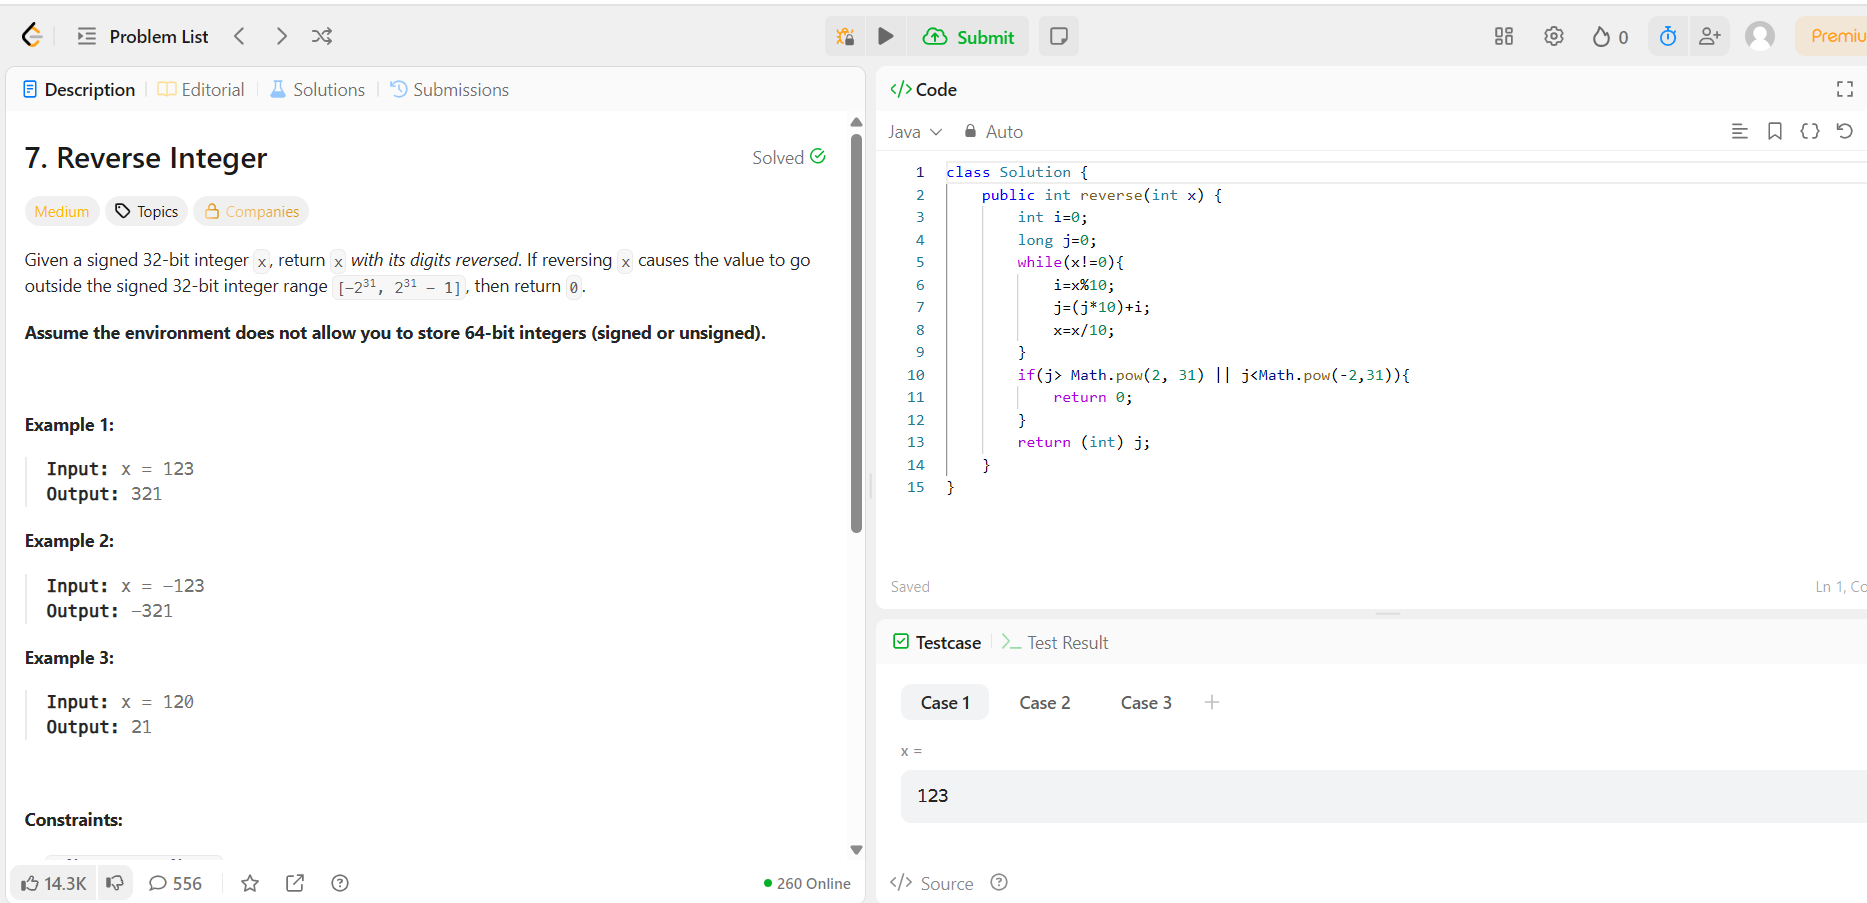 Problem List
Submit
0
Premiu
Description
Editorial
Solutions
Submissions
7. Reverse Integer
Solved
Medium
Topics
Companies
Given a signed 32-bit integer x, return x with its digits reversed. If reversing x causes the value to go
outside the signed 32-bit integer range [−2³¹, 2³¹ − 1], then return 0.
Assume the environment does not allow you to store 64-bit integers (signed or unsigned).
Example 1:
Input: x = 123
Output: 321
Example 2:
Input: x = −123
Output: −321
Example 3:
Input: x = 120
Output: 21
Constraints:
14.3K
556
260 Online
</> Code
Java
Auto
1 class Solution {
2     public int reverse(int x) {
3         int i=0;
4         long j=0;
5         while(x!=0){
6             i=x%10;
7             j=(j*10)+i;
8             x=x/10;
9         }
10         if(j> Math.pow(2, 31) || j<Math.pow(-2,31)){
11             return 0;
12         }
13         return (int) j;
14     }
15 }
Saved
Ln 1, Co
Testcase
Test Result
Case 1
Case 2
Case 3
x =
123
</> Source